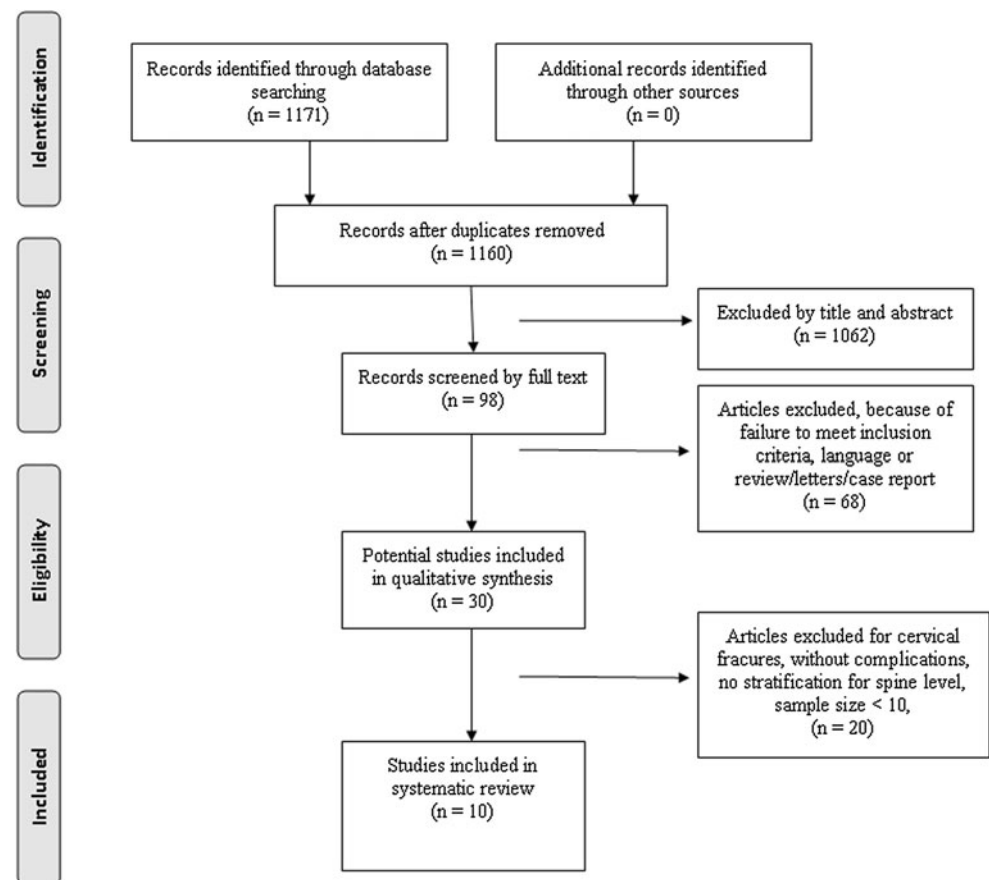 Identification
Records identified through database
searching
(n = 1171)
Additional records identified
through other sources
(n = 0)
Records after duplicates removed
(n = 1160)
Screening
Excluded by title and abstract
(n = 1062)
Records screened by full text
(n = 98)
Articles excluded, because of
failure to meet inclusion
criteria, language or
review/letters/case report
(n = 68)
Eligibility
Potential studies included
in qualitative synthesis
(n = 30)
Articles excluded for cervical
fracures, without complications,
no stratification for spine level,
sample size < 10,
(n = 20)
Included
Studies included in
systematic review
(n = 10)